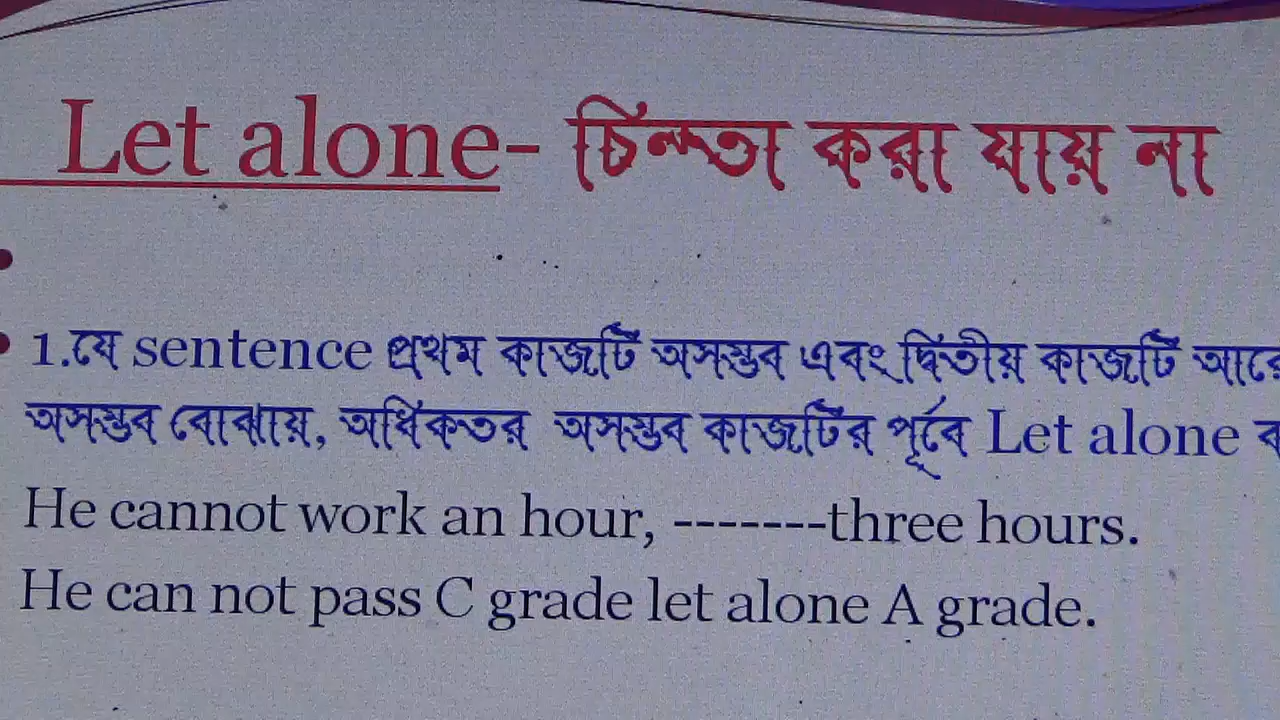 Let alone- চিন্তা করা যায় না
1.যে sentence প্রথম কাজটি অসম্ভব এবং দ্বিতীয় কাজটি
অসম্ভব বোঝায়, অধিকতর অসম্ভব কাজটির পূর্বে Let alone
He cannot work an hour, -------three hours.
He can not pass C grade let alone A grade.